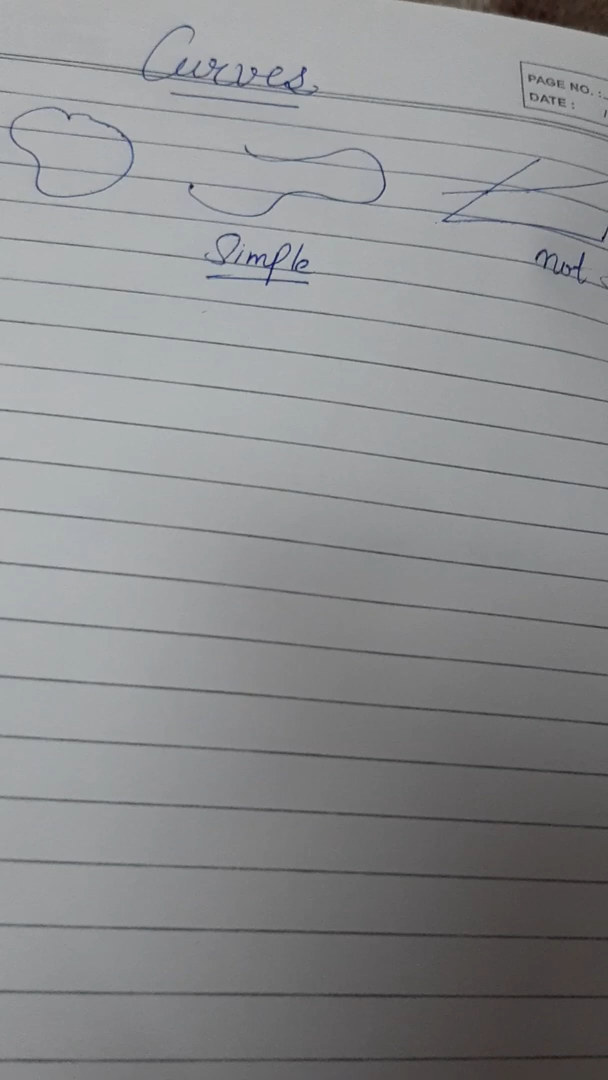 Curves
PAGE NO. :
DATE :
Simple
not